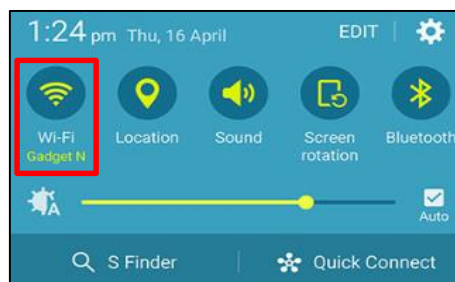 1:24 pm Thu, 16 April EDIT
Wi-Fi Location Sound Screen rotation Bluetooth
Gadget N
A
Auto
S Finder Quick Connect